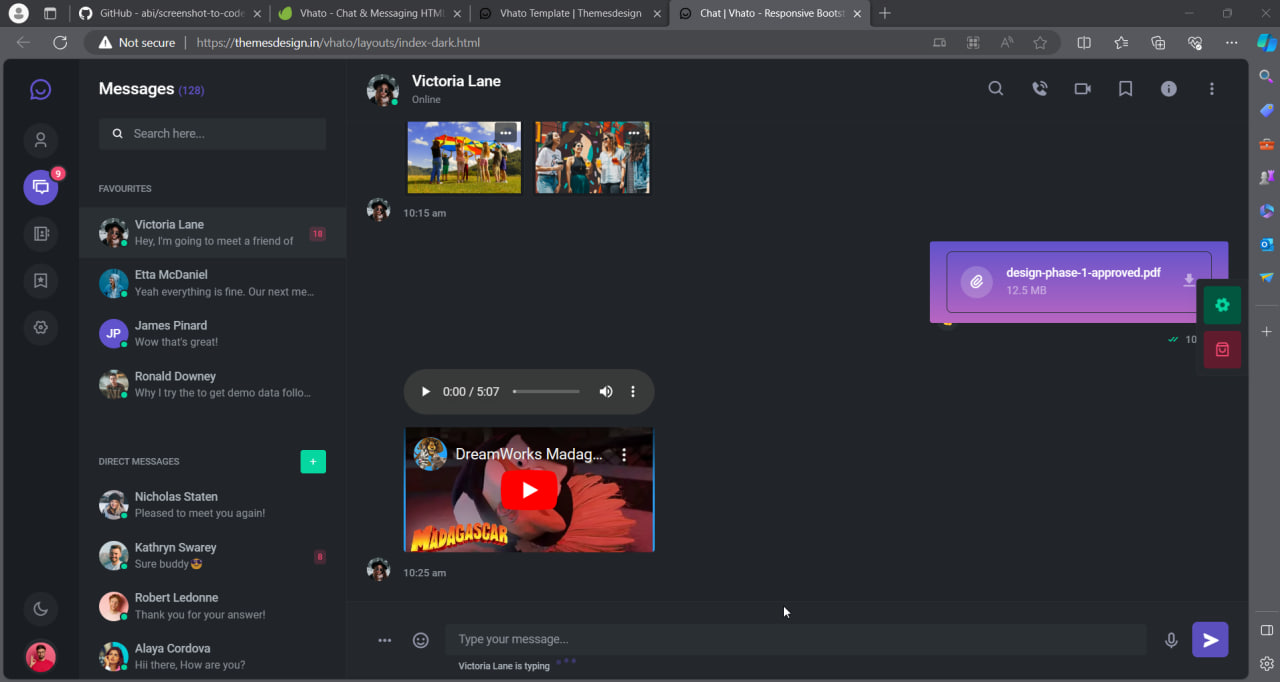 GitHub - abi/screenshot-to-code
Vhato - Chat & Messaging HTML
Vhato Template | Themesdesign
Chat | Vhato - Responsive Bootst
Not secure
https://themesdesign.in/vhato/layouts/index-dark.html
Messages (128)
Search here...
9
FAVOURITES
Victoria Lane
Hey, I'm going to meet a friend of
18
Etta McDaniel
Yeah everything is fine. Our next me...
JP
James Pinard
Wow that's great!
Ronald Downey
Why I try the to get demo data follo...
DIRECT MESSAGES
+
Nicholas Staten
Pleased to meet you again!
Kathryn Swarey
Sure buddy
8
Robert Ledonne
Thank you for your answer!
Alaya Cordova
Hii there, How are you?
Victoria Lane
Online
10:15 am
design-phase-1-approved.pdf
12.5 MB
10
0:00 / 5:07
DreamWorks Madag...
MADAGASCAR
10:25 am
Type your message...
Victoria Lane is typing